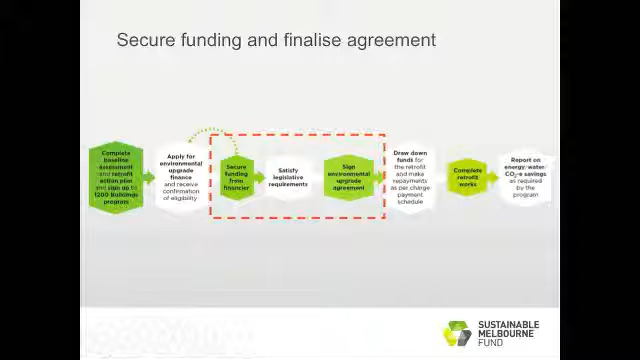 Secure funding and finalise agreement
Complete
baseline
assessment
and retrofit
action plan
and sign up to
1200 Buildings
program
Apply for
environmental
upgrade
finance
and receive
confirmation
of eligibility
Secure
funding
from
financier
Satisfy
legislative
requirements
Sign
environmental
upgrade
agreement
Draw down
funds for
the retrofit
and make
repayments
as per charge
payment
schedule
Complete
retrofit
works
Report on
energy/water/
CO₂-e savings
as required
by the
program
SUSTAINABLE
MELBOURNE
FUND